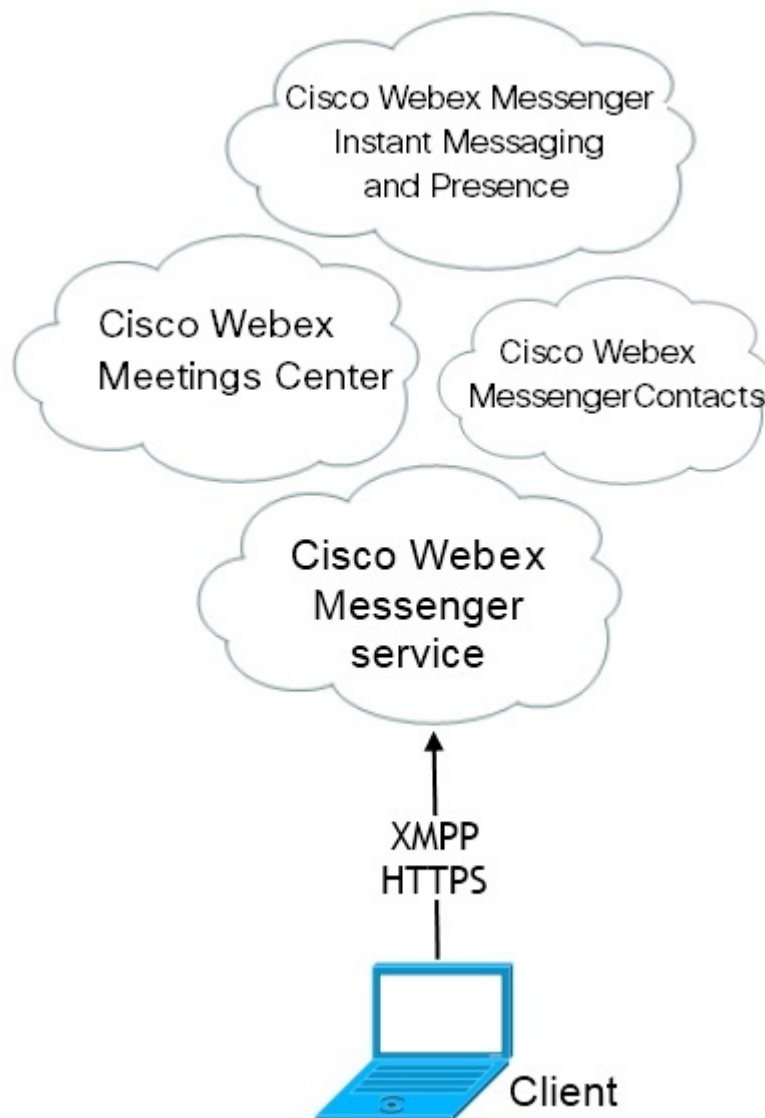 Cisco Webex Messenger
Instant Messaging
and Presence
Cisco Webex
Meetings Center
Cisco Webex
MessengerContacts
Cisco Webex
Messenger
service
XMPP
HTTPS
Client